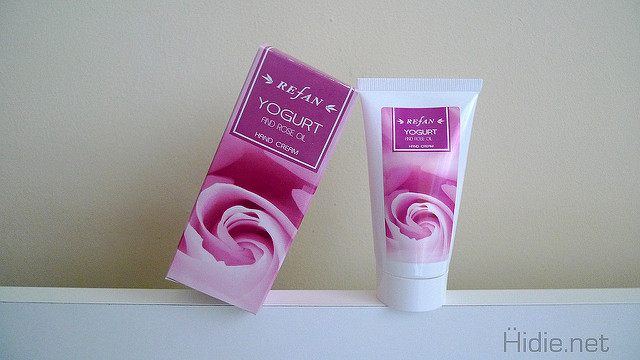 REFAN
YOGURT
AND ROSE OIL
HAND CREAM
REFAN
YOGURT
AND ROSE OIL
HAND CREAM
Hidie.net